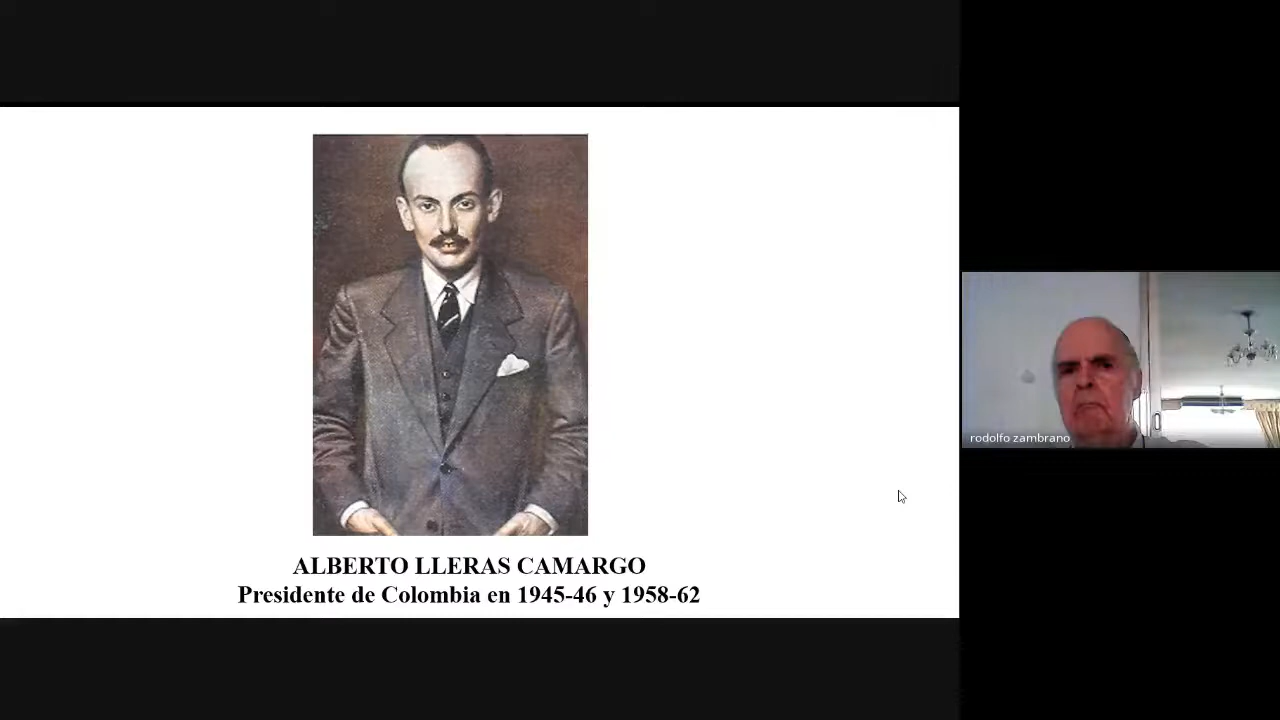 ALBERTO LLERAS CAMARGO
Presidente de Colombia en 1945-46 y 1958-62
rodolfo zambrano